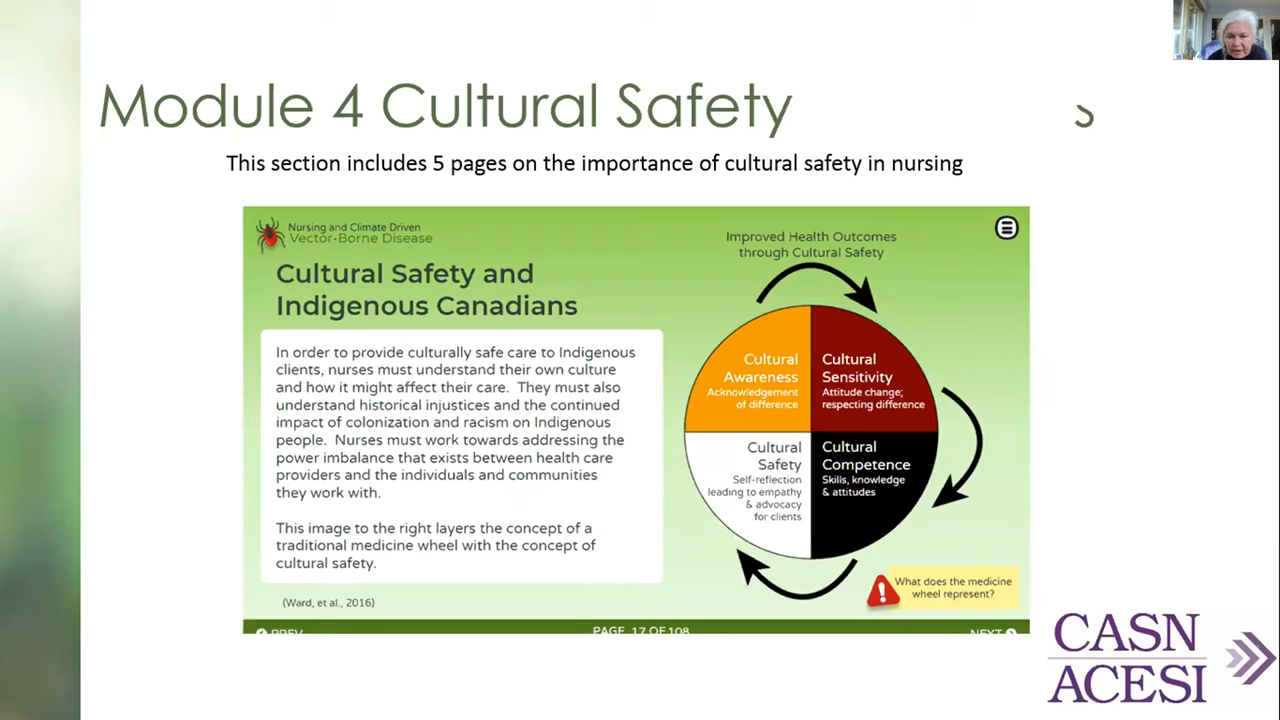 Module 4 Cultural Safety
s
This section includes 5 pages on the importance of cultural safety in nursing
Nursing and Climate Driven
Vector-Borne Disease
Cultural Safety and
Indigenous Canadians
In order to provide culturally safe care to Indigenous
clients, nurses must understand their own culture
and how it might affect their care. They must also
understand historical injustices and the continued
impact of colonization and racism on Indigenous
people. Nurses must work towards addressing the
power imbalance that exists between health care
providers and the individuals and communities
they work with.
This image to the right layers the concept of a
traditional medicine wheel with the concept of
cultural safety.
(Ward, et al., 2016)
Improved Health Outcomes
through Cultural Safety
Cultural
Awareness
Acknowledgement
of difference
Cultural
Sensitivity
Attitude change;
respecting difference
Cultural
Safety
Self-reflection
leading to empathy
& advocacy
for clients
Cultural
Competence
Skills, knowledge
& attitudes
What does the medicine
wheel represent?
PREV
PAGE 17 OF 108
NEXT
CASN
ACESI